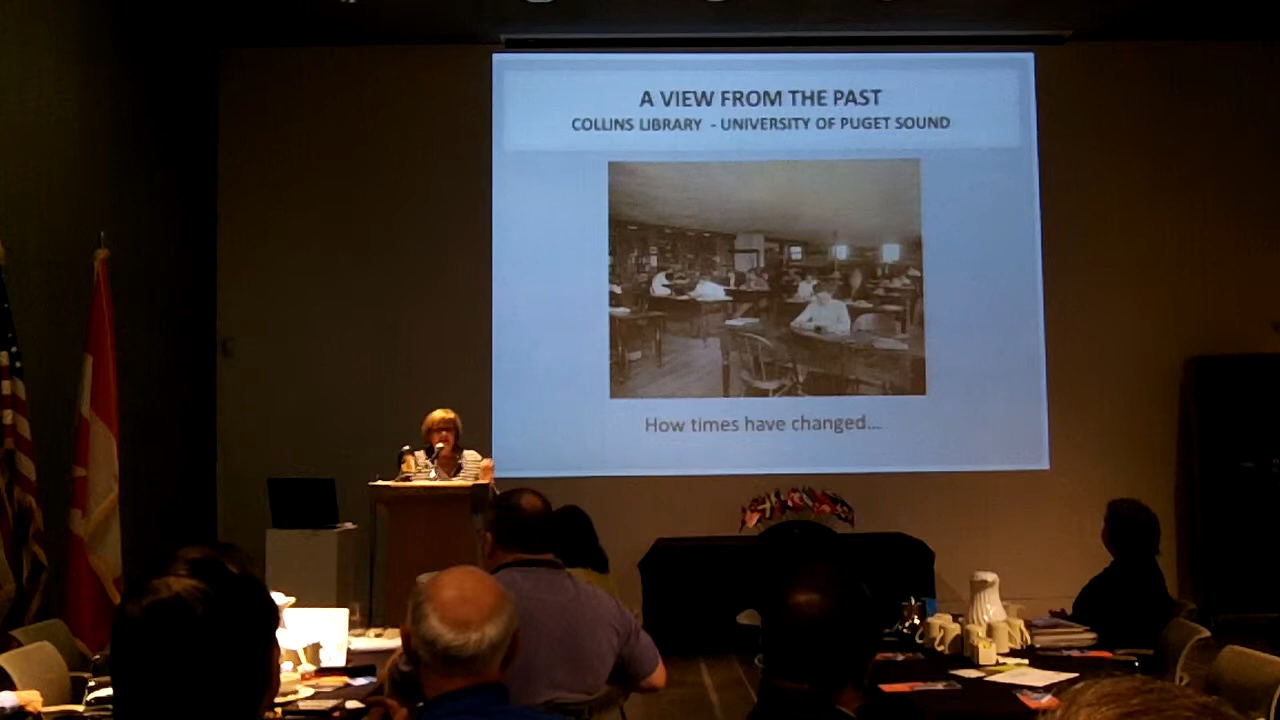 A VIEW FROM THE PAST
COLLINS LIBRARY - UNIVERSITY OF PUGET SOUND
How times have changed...